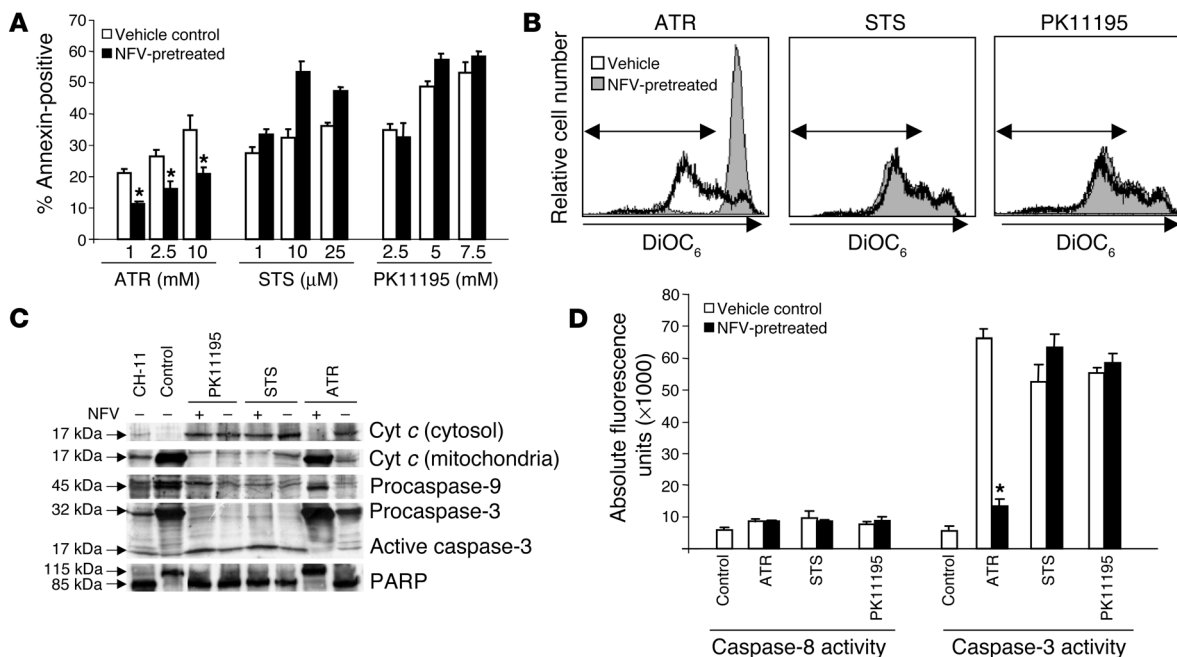 A
% Annexin-positive
70
60
50
40
30
20
10
0
Vehicle control
NFV-pretreated
* * *
1 2.5 10 1 10 25 2.5 5 7.5
ATR (mM) STS (μM) PK11195 (mM)
B
ATR STS PK11195
Relative cell number
Vehicle
NFV-pretreated
DiOC6 DiOC6 DiOC6
C
CH-11 Control PK11195 STS ATR
NFV − − + − + − + −
17 kDa Cyt c (cytosol)
17 kDa Cyt c (mitochondria)
45 kDa Procaspase-9
32 kDa Procaspase-3
17 kDa Active caspase-3
115 kDa
85 kDa PARP
D
Absolute fluorescence
units (×1000)
80
70
60
50
40
30
20
10
Vehicle control
NFV-pretreated
*
Control ATR STS PK11195 Control ATR STS PK11195
Caspase-8 activity Caspase-3 activity